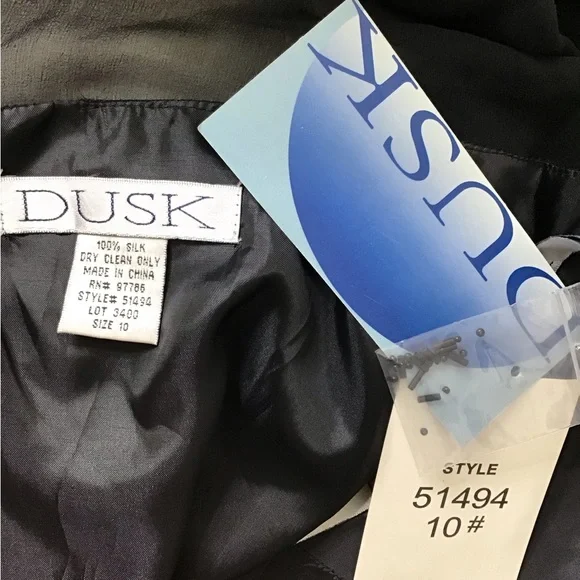 DUSK
100% SILK
DRY CLEAN ONLY
MADE IN CHINA
RN# 97786
STYLE# 51494
LOT 3400
SIZE 10
DUSK
STYLE
51494
10#